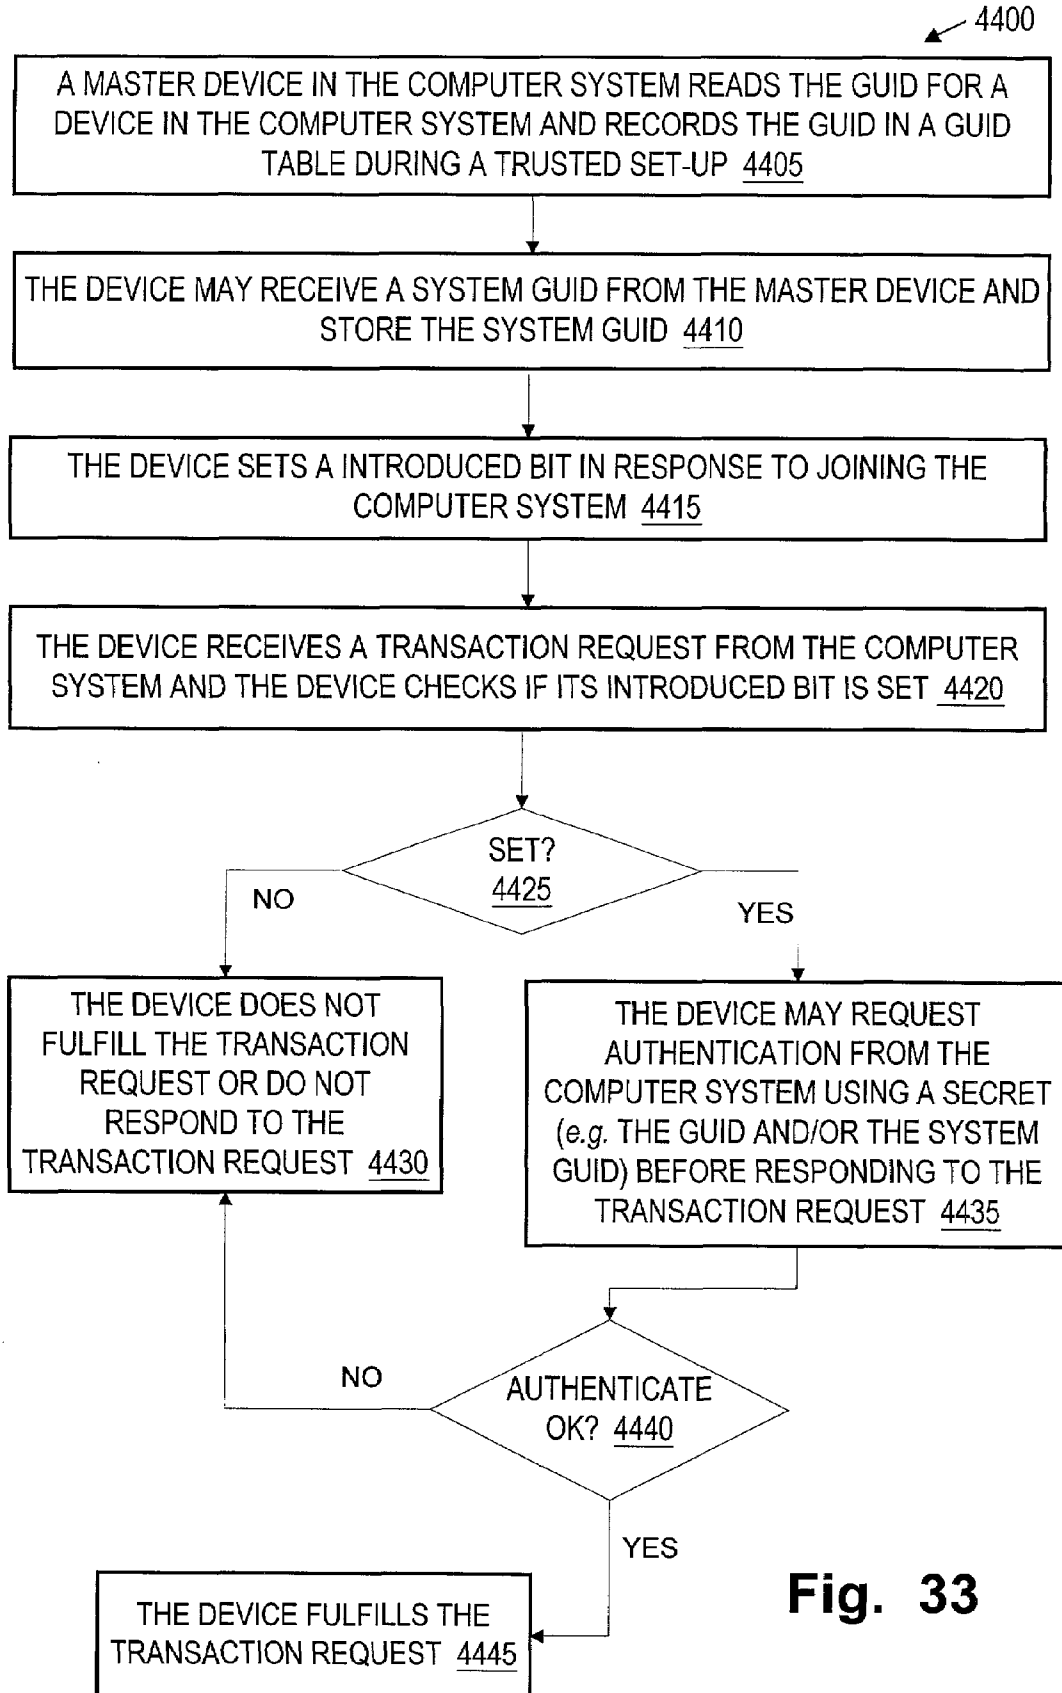 4400
A MASTER DEVICE IN THE COMPUTER SYSTEM READS THE GUID FOR A
DEVICE IN THE COMPUTER SYSTEM AND RECORDS THE GUID IN A GUID
TABLE DURING A TRUSTED SET-UP 4405
THE DEVICE MAY RECEIVE A SYSTEM GUID FROM THE MASTER DEVICE AND
STORE THE SYSTEM GUID 4410
THE DEVICE SETS A INTRODUCED BIT IN RESPONSE TO JOINING THE
COMPUTER SYSTEM 4415
THE DEVICE RECEIVES A TRANSACTION REQUEST FROM THE COMPUTER
SYSTEM AND THE DEVICE CHECKS IF ITS INTRODUCED BIT IS SET 4420
SET?
4425
NO
YES
THE DEVICE DOES NOT
FULFILL THE TRANSACTION
REQUEST OR DO NOT
RESPOND TO THE
TRANSACTION REQUEST 4430
THE DEVICE MAY REQUEST
AUTHENTICATION FROM THE
COMPUTER SYSTEM USING A SECRET
(e.g. THE GUID AND/OR THE SYSTEM
GUID) BEFORE RESPONDING TO THE
TRANSACTION REQUEST 4435
NO
AUTHENTICATE
OK? 4440
YES
THE DEVICE FULFILLS THE
TRANSACTION REQUEST 4445
Fig. 33